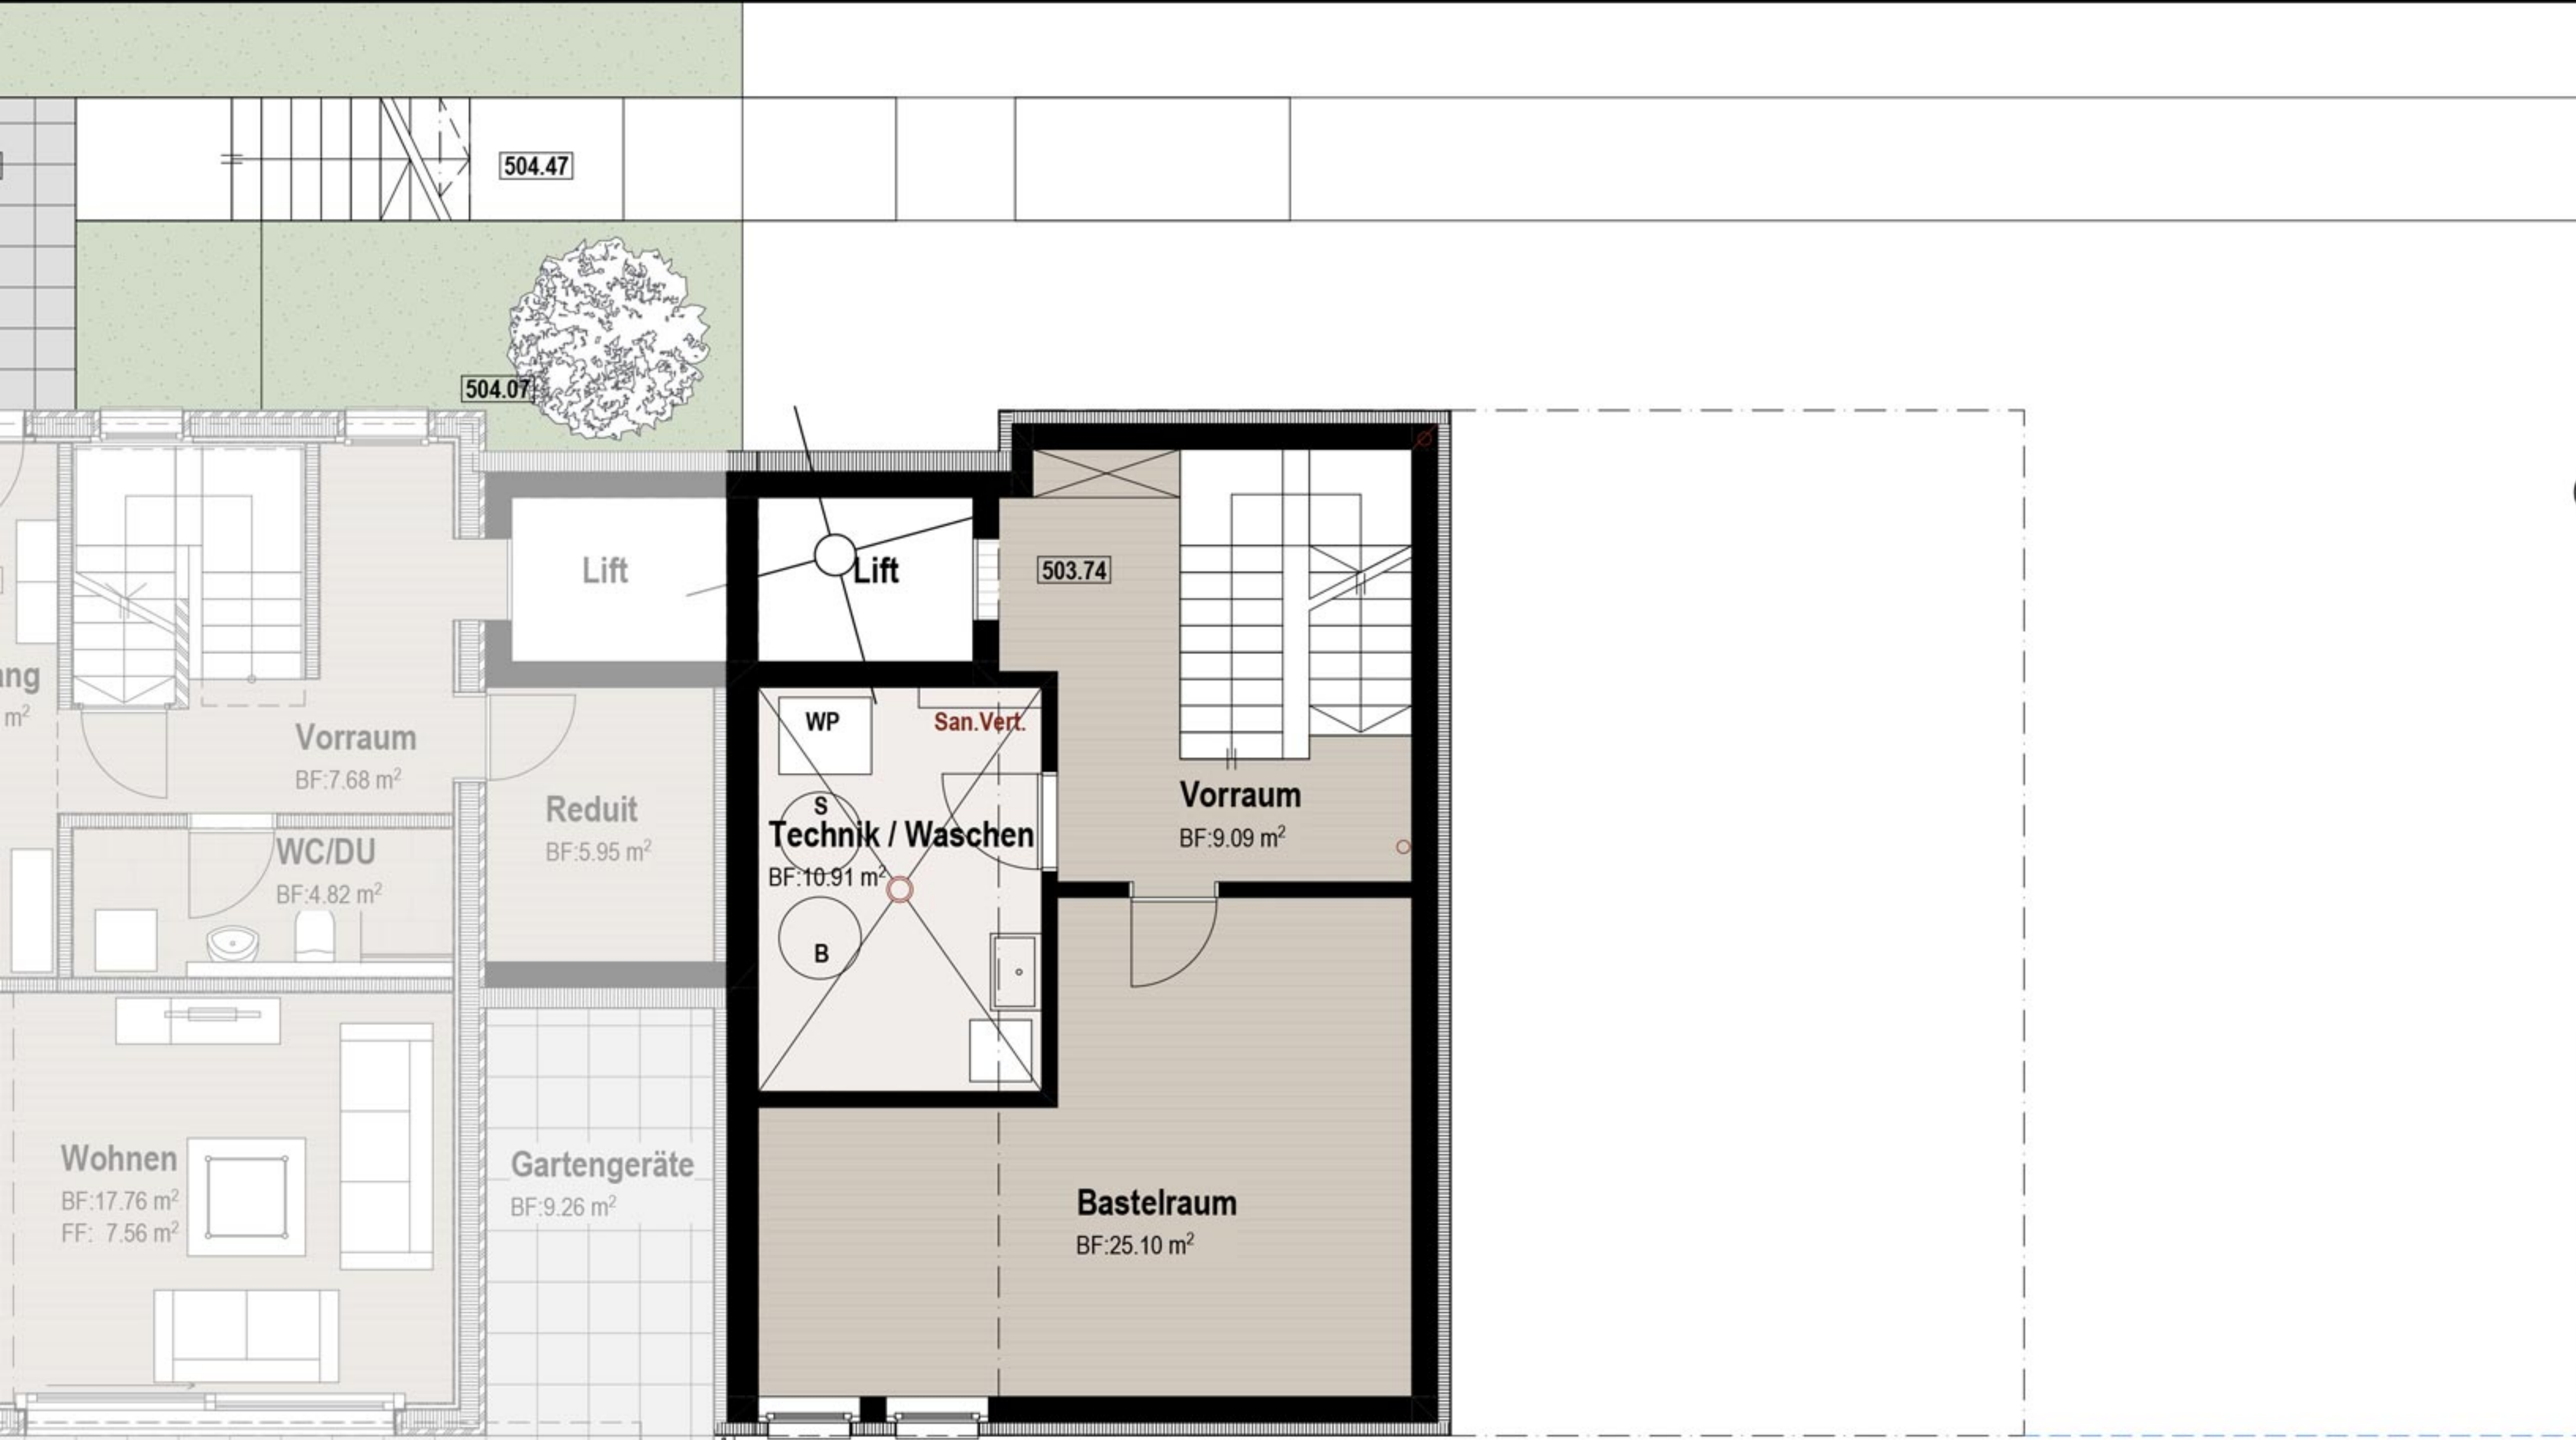 504.47
504.07
Lift
Lift
503.74
ang
m²
Vorraum
BF:7.68 m²
WP
San.Vert.
Reduit
BF:5.95 m²
S
Technik / Waschen
BF:10.91 m²
Vorraum
BF:9.09 m²
WC/DU
BF:4.82 m²
B
Wohnen
BF:17.76 m²
FF: 7.56 m²
Gartengeräte
BF:9.26 m²
Bastelraum
BF:25.10 m²